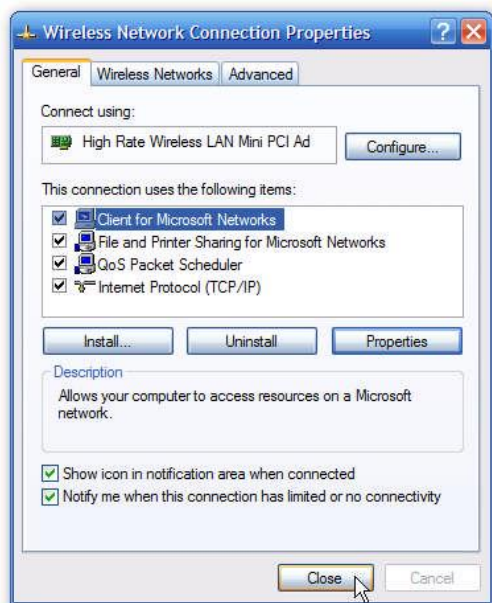 Wireless Network Connection Properties
General Wireless Networks Advanced
Connect using:
High Rate Wireless LAN Mini PCI Ad
Configure...
This connection uses the following items:
Client for Microsoft Networks
File and Printer Sharing for Microsoft Networks
QoS Packet Scheduler
Internet Protocol (TCP/IP)
Install... Uninstall Properties
Description
Allows your computer to access resources on a Microsoft
network.
Show icon in notification area when connected
Notify me when this connection has limited or no connectivity
Close Cancel